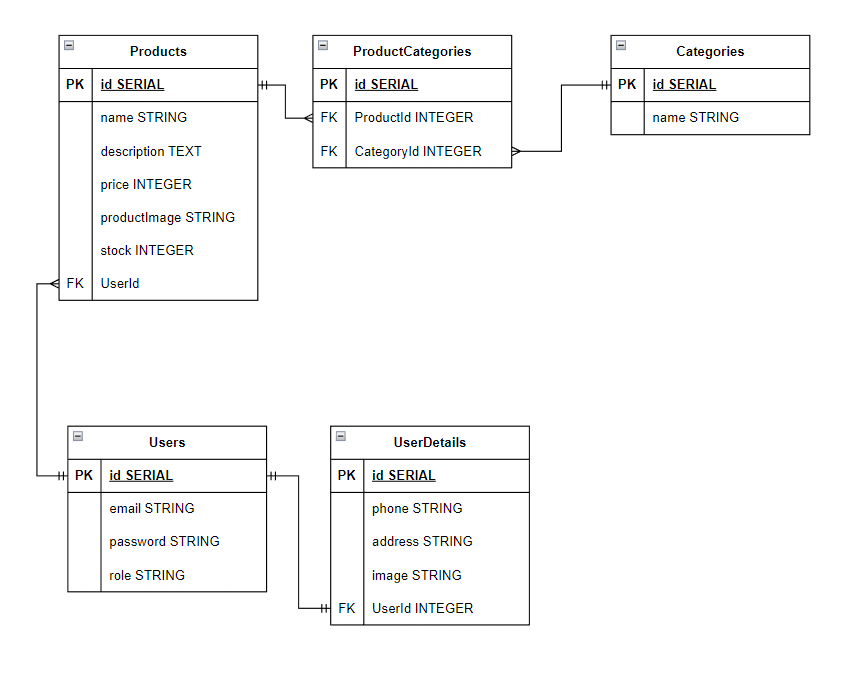 Products
PK id SERIAL
name STRING
description TEXT
price INTEGER
productImage STRING
stock INTEGER
FK UserId
ProductCategories
PK id SERIAL
FK ProductId INTEGER
FK CategoryId INTEGER
Categories
PK id SERIAL
name STRING
Users
PK id SERIAL
email STRING
password STRING
role STRING
UserDetails
PK id SERIAL
phone STRING
address STRING
image STRING
FK UserId INTEGER